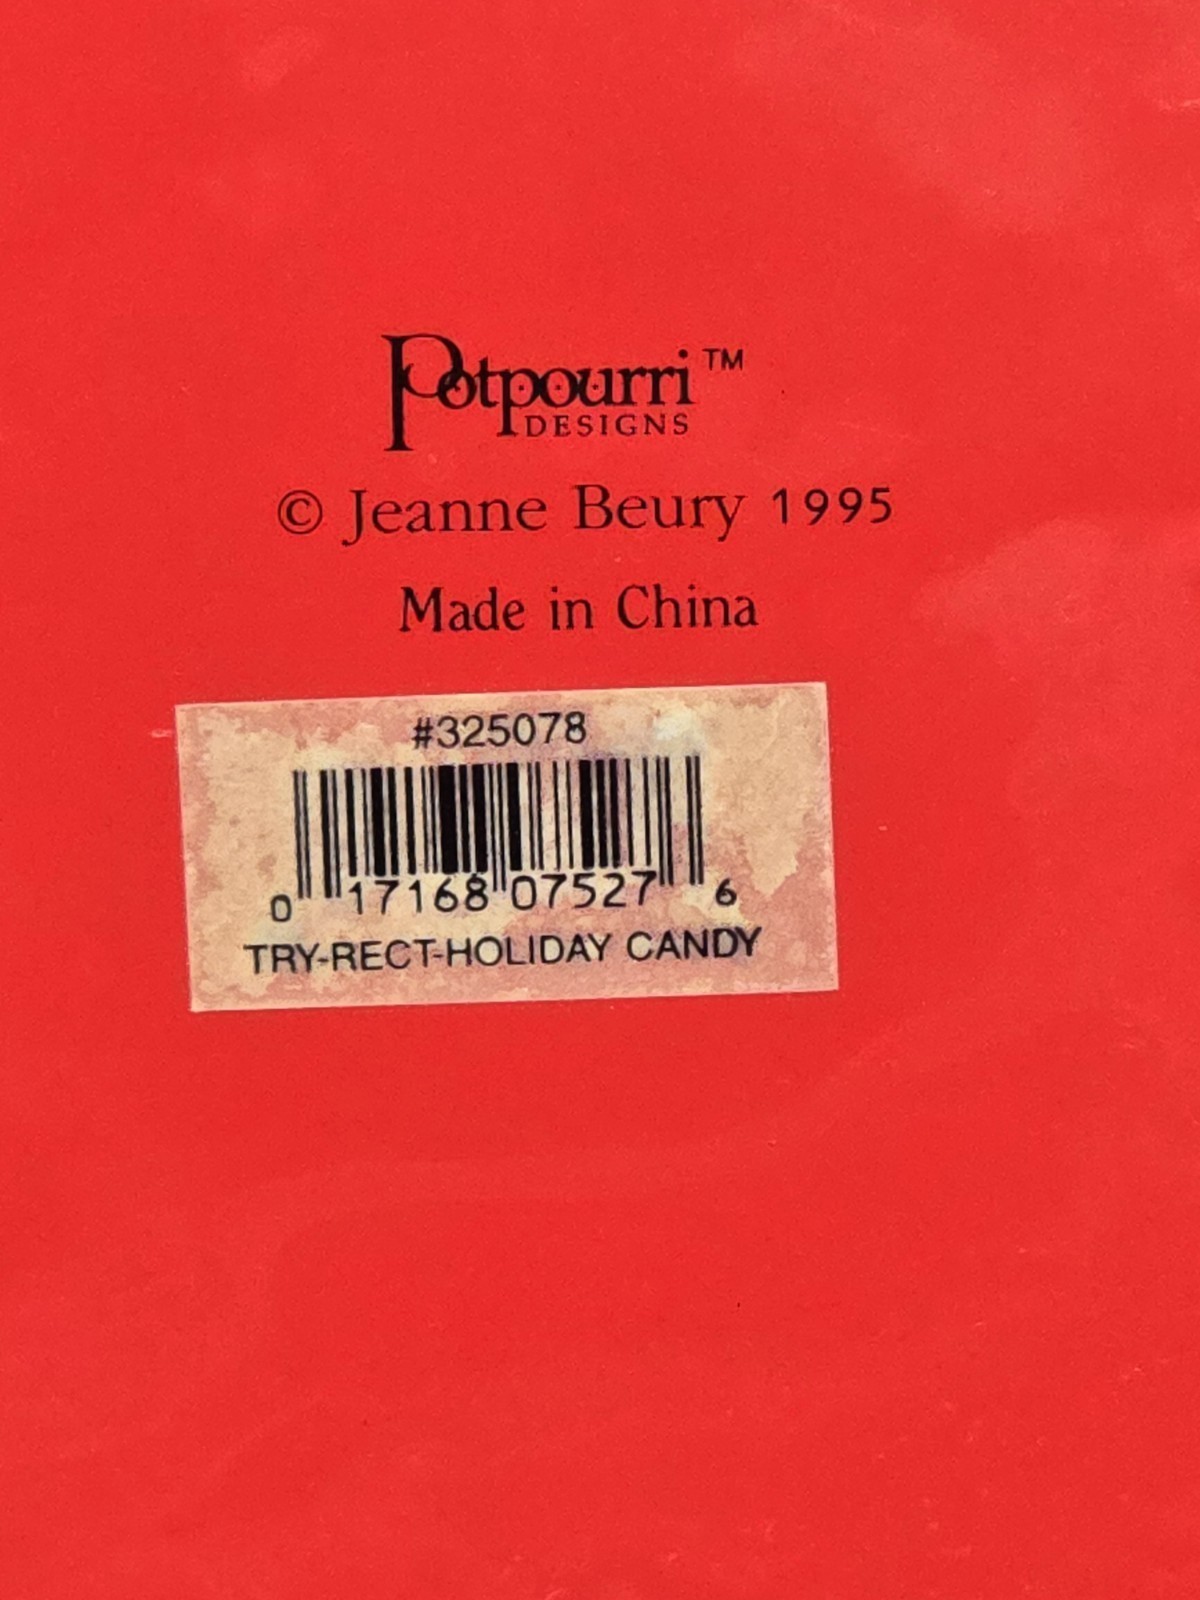 Potpourri™
DESIGNS
© Jeanne Beury 1995
Made in China
#325078
0 17168 07527 6
TRY-RECT-HOLIDAY CANDY